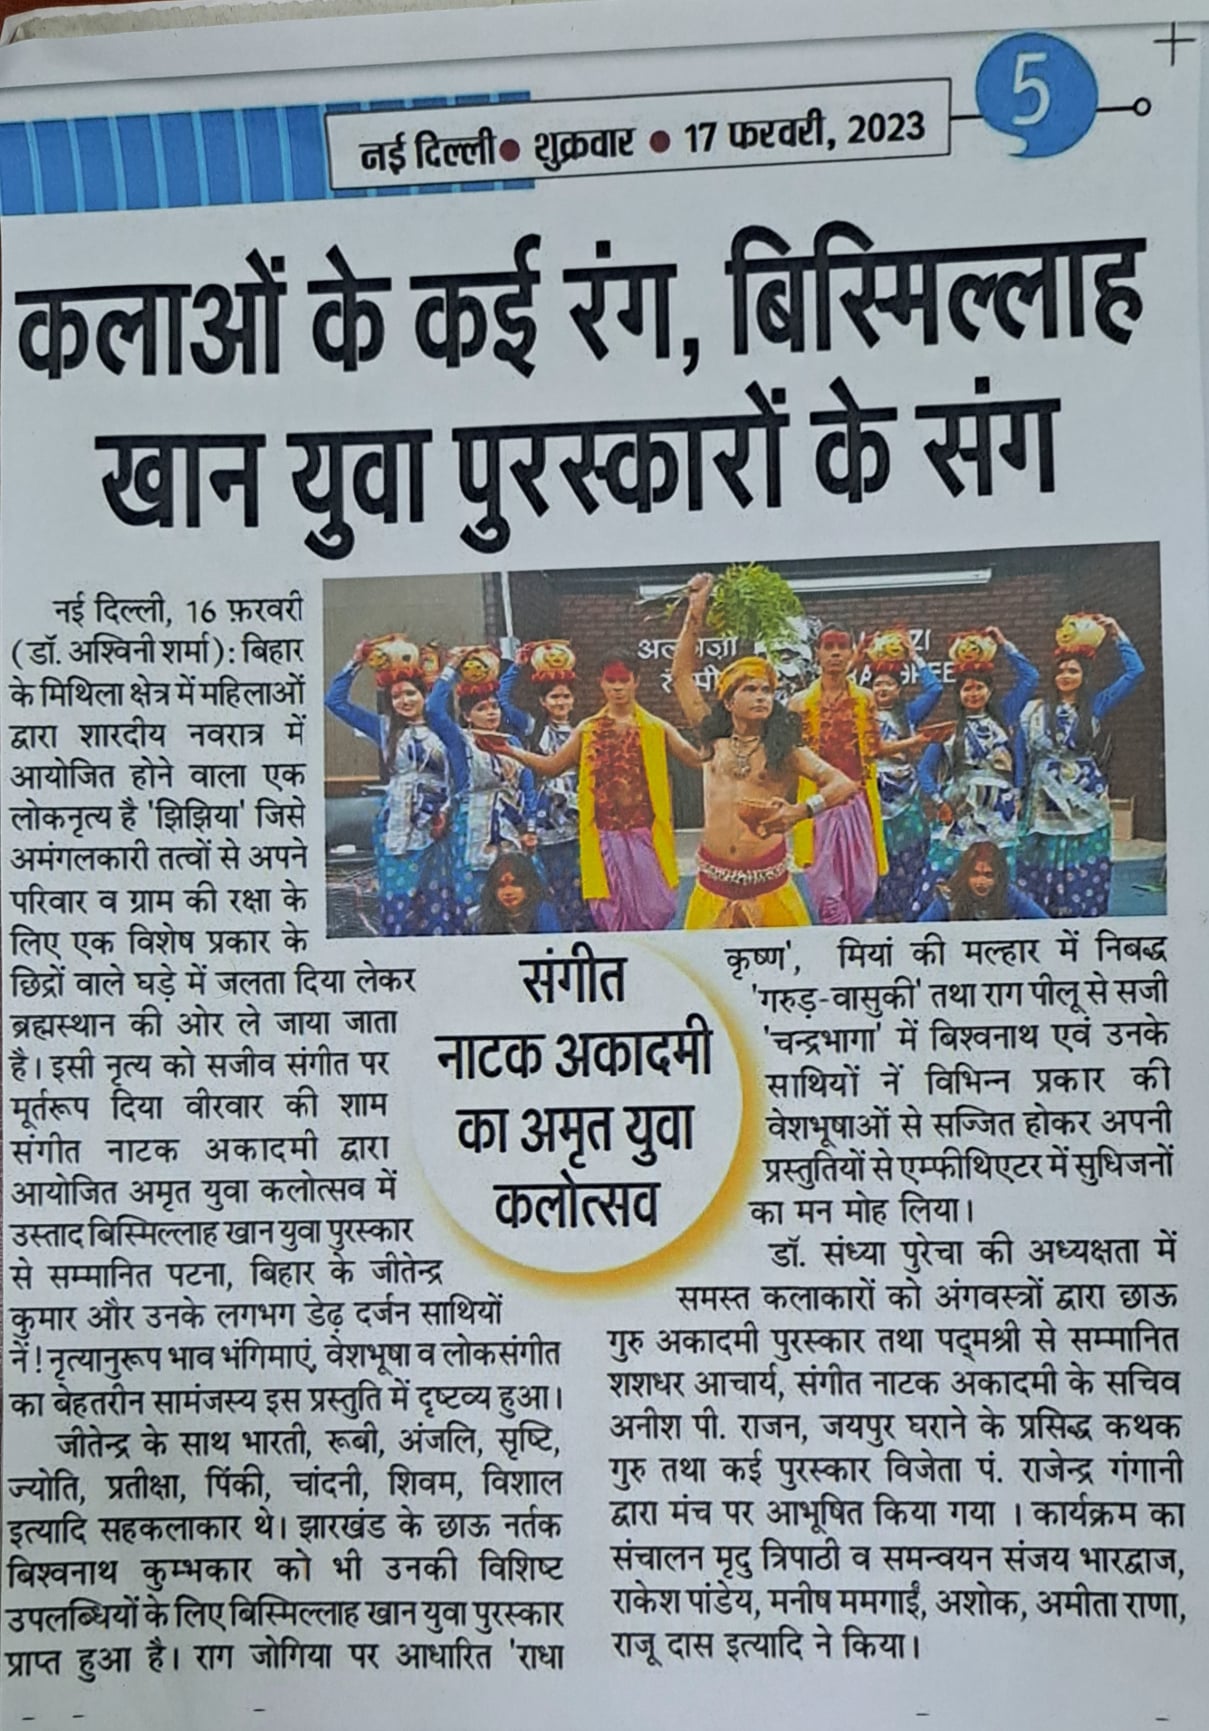 नई दिल्ली • शुक्रवार • 17 फरवरी, 2023
5
कलाओं के कई रंग, बिस्मिल्लाह
खान युवा पुरस्कारों के संग
नई दिल्ली, 16 फ़रवरी
(डॉ. अश्विनी शर्मा): बिहार
के मिथिला क्षेत्र में महिलाओं
द्वारा शारदीय नवरात्र में
आयोजित होने वाला एक
लोकनृत्य है 'झिझिया' जिसे
अमंगलकारी तत्वों से अपने
परिवार व ग्राम की रक्षा के
लिए एक विशेष प्रकार के
छिद्रों वाले घड़े में जलता दिया लेकर
ब्रह्मस्थान की ओर ले जाया जाता
है। इसी नृत्य को सजीव संगीत पर
मूर्तरूप दिया वीरवार की शाम
संगीत नाटक अकादमी द्वारा
आयोजित अमृत युवा कलोत्सव में
उस्ताद बिस्मिल्लाह खान युवा पुरस्कार
से सम्मानित पटना, बिहार के जीतेन्द्र
कुमार और उनके लगभग डेढ़ दर्जन साथियों
नें! नृत्यानुरूप भाव भंगिमाएं, वेशभूषा व लोकसंगीत
का बेहतरीन सामंजस्य इस प्रस्तुति में दृष्टव्य हुआ।
जीतेन्द्र के साथ भारती, रूबी, अंजलि, सृष्टि,
ज्योति, प्रतीक्षा, पिंकी, चांदनी, शिवम, विशाल
इत्यादि सहकलाकार थे। झारखंड के छाऊ नर्तक
बिश्वनाथ कुम्भकार को भी उनकी विशिष्ट
उपलब्धियों के लिए बिस्मिल्लाह खान युवा पुरस्कार
प्राप्त हुआ है। राग जोगिया पर आधारित 'राधा
संगीत
नाटक अकादमी
का अमृत युवा
कलोत्सव
कृष्ण', मियां की मल्हार में निबद्ध
'गरुड़-वासुकी' तथा राग पीलू से सजी
'चन्द्रभागा' में बिश्वनाथ एवं उनके
साथियों नें विभिन्न प्रकार की
वेशभूषाओं से सज्जित होकर अपनी
प्रस्तुतियों से एम्फीथिएटर में सुधिजनों
का मन मोह लिया।
डॉ. संध्या पुरेचा की अध्यक्षता में
समस्त कलाकारों को अंगवस्त्रों द्वारा छाऊ
गुरु अकादमी पुरस्कार तथा पद्मश्री से सम्मानित
शशधर आचार्य, संगीत नाटक अकादमी के सचिव
अनीश पी. राजन, जयपुर घराने के प्रसिद्ध कथक
गुरु तथा कई पुरस्कार विजेता पं. राजेन्द्र गंगानी
द्वारा मंच पर आभूषित किया गया । कार्यक्रम का
संचालन मृदु त्रिपाठी व समन्वयन संजय भारद्वाज,
राकेश पांडेय, मनीष ममगाईं, अशोक, अमीता राणा,
राजू दास इत्यादि ने किया।